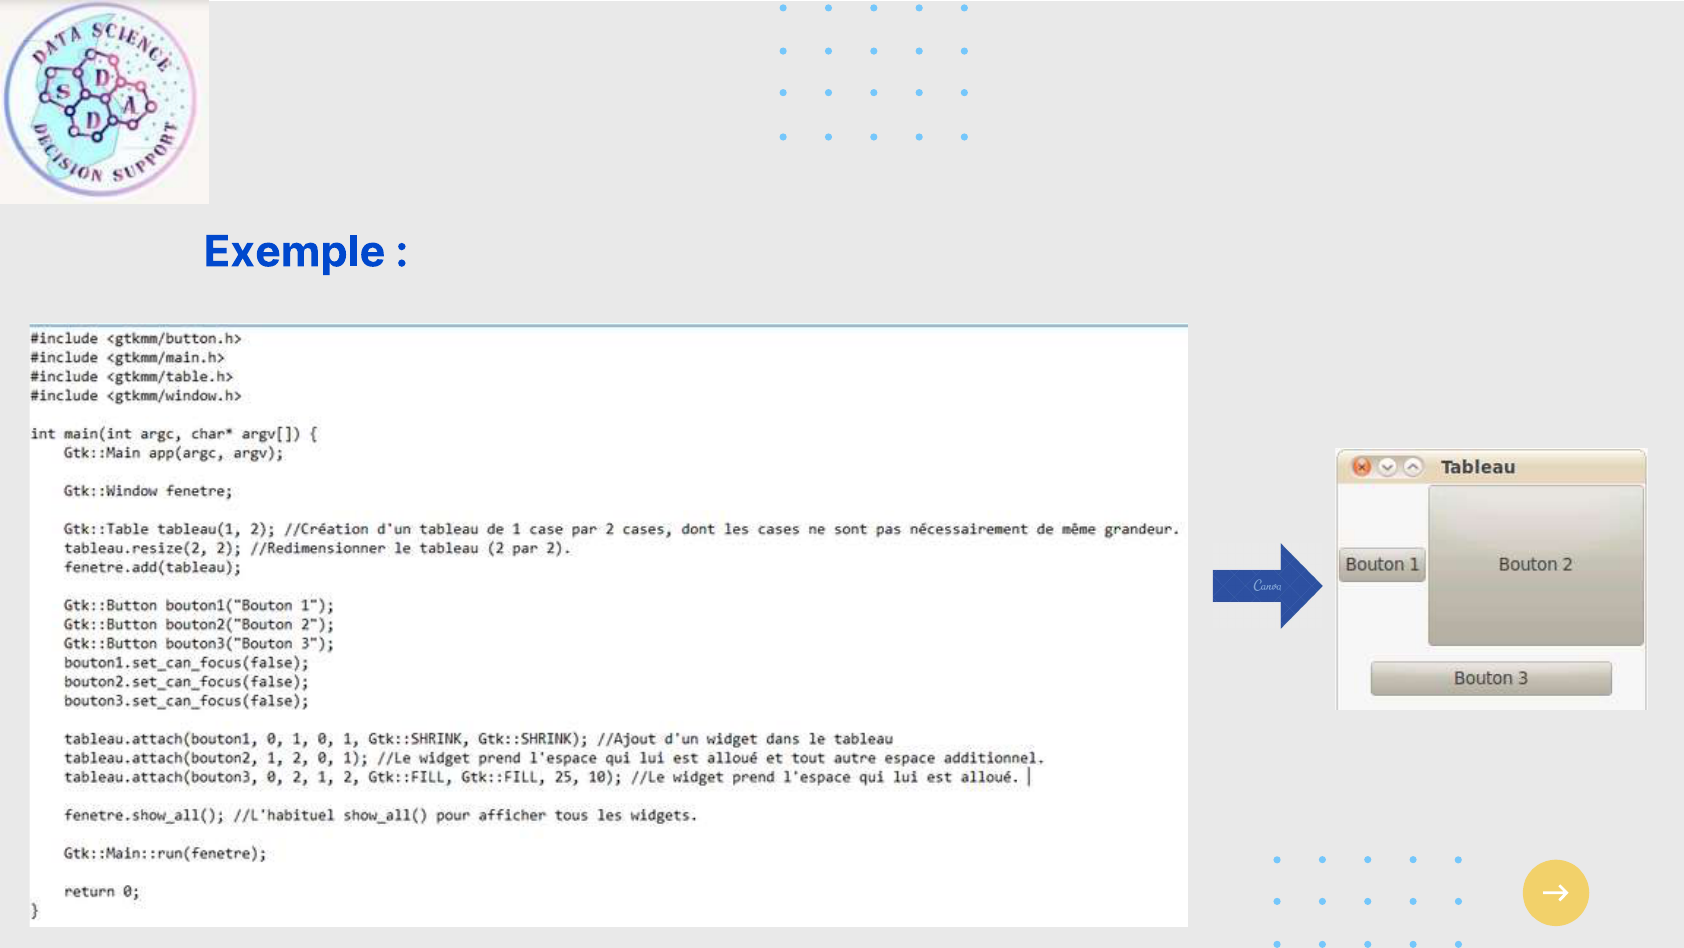 DATA SCIENCE
S D
D A
DECISION SUPPORT
Exemple :
#include <gtkmm/button.h>
#include <gtkmm/main.h>
#include <gtkmm/table.h>
#include <gtkmm/window.h>
int main(int argc, char* argv[]) {
    Gtk::Main app(argc, argv);
    Gtk::Window fenetre;
    Gtk::Table tableau(1, 2); //Création d'un tableau de 1 case par 2 cases, dont les cases ne sont pas nécessairement de même grandeur.
    tableau.resize(2, 2); //Redimensionner le tableau (2 par 2).
    fenetre.add(tableau);
    Gtk::Button bouton1("Bouton 1");
    Gtk::Button bouton2("Bouton 2");
    Gtk::Button bouton3("Bouton 3");
    bouton1.set_can_focus(false);
    bouton2.set_can_focus(false);
    bouton3.set_can_focus(false);
    tableau.attach(bouton1, 0, 1, 0, 1, Gtk::SHRINK, Gtk::SHRINK); //Ajout d'un widget dans le tableau
    tableau.attach(bouton2, 1, 2, 0, 1); //Le widget prend l'espace qui lui est alloué et tout autre espace additionnel.
    tableau.attach(bouton3, 0, 2, 1, 2, Gtk::FILL, Gtk::FILL, 25, 10); //Le widget prend l'espace qui lui est alloué.
    fenetre.show_all(); //L'habituel show_all() pour afficher tous les widgets.
    Gtk::Main::run(fenetre);
    return 0;
}
Canva
Tableau
Bouton 1
Bouton 2
Bouton 3